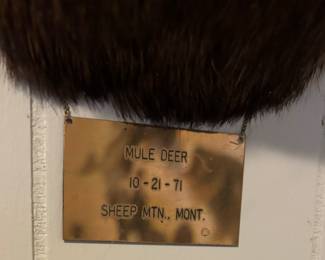 MULE DEER
10-21-71
SHEEP MTN., MONT.